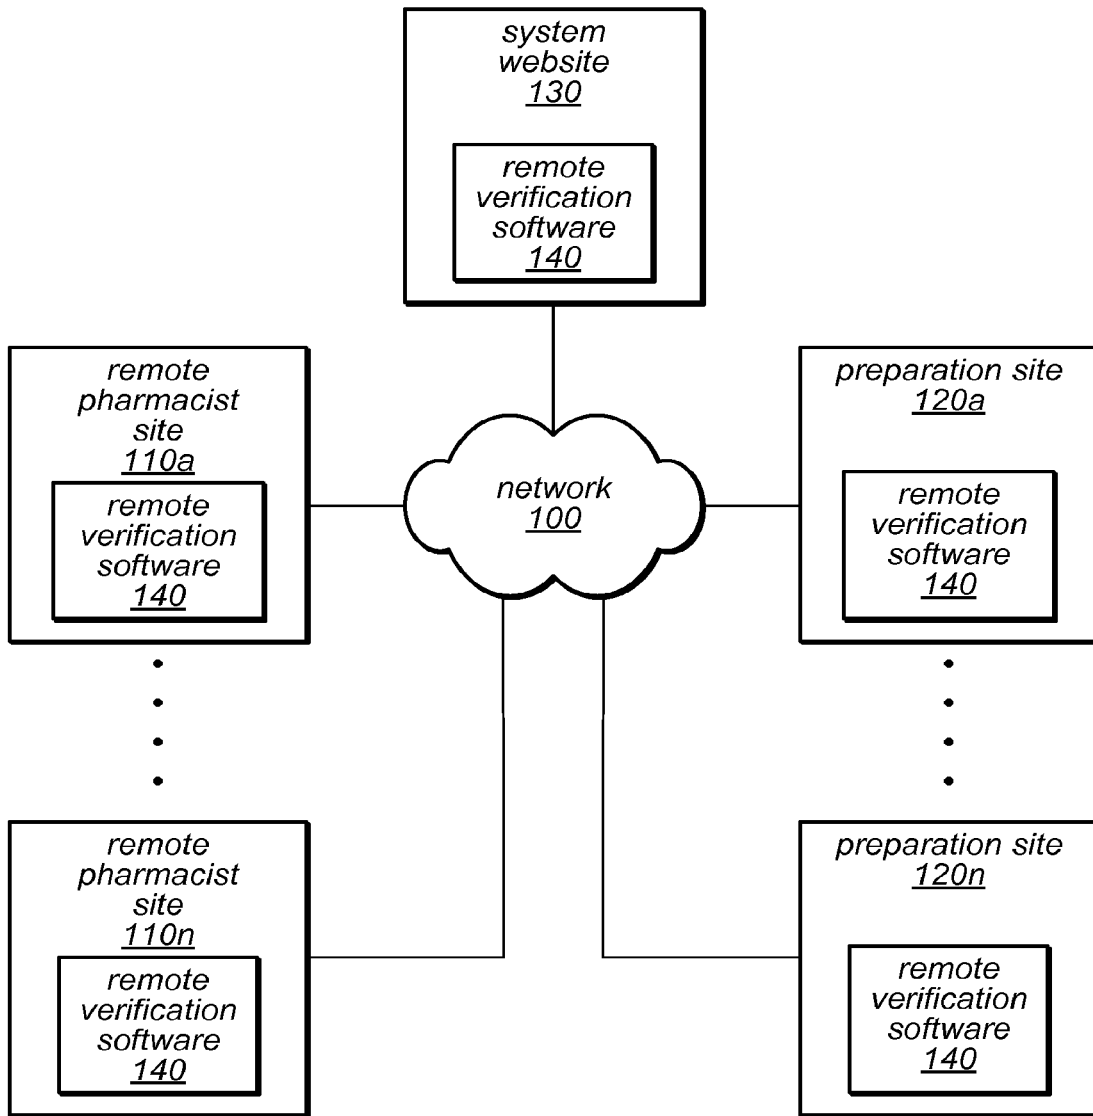 system
website
130
remote
verification
software
140
remote
pharmacist
site
110a
remote
verification
software
140
network
100
preparation site
120a
remote
verification
software
140
remote
pharmacist
site
110n
remote
verification
software
140
preparation site
120n
remote
verification
software
140